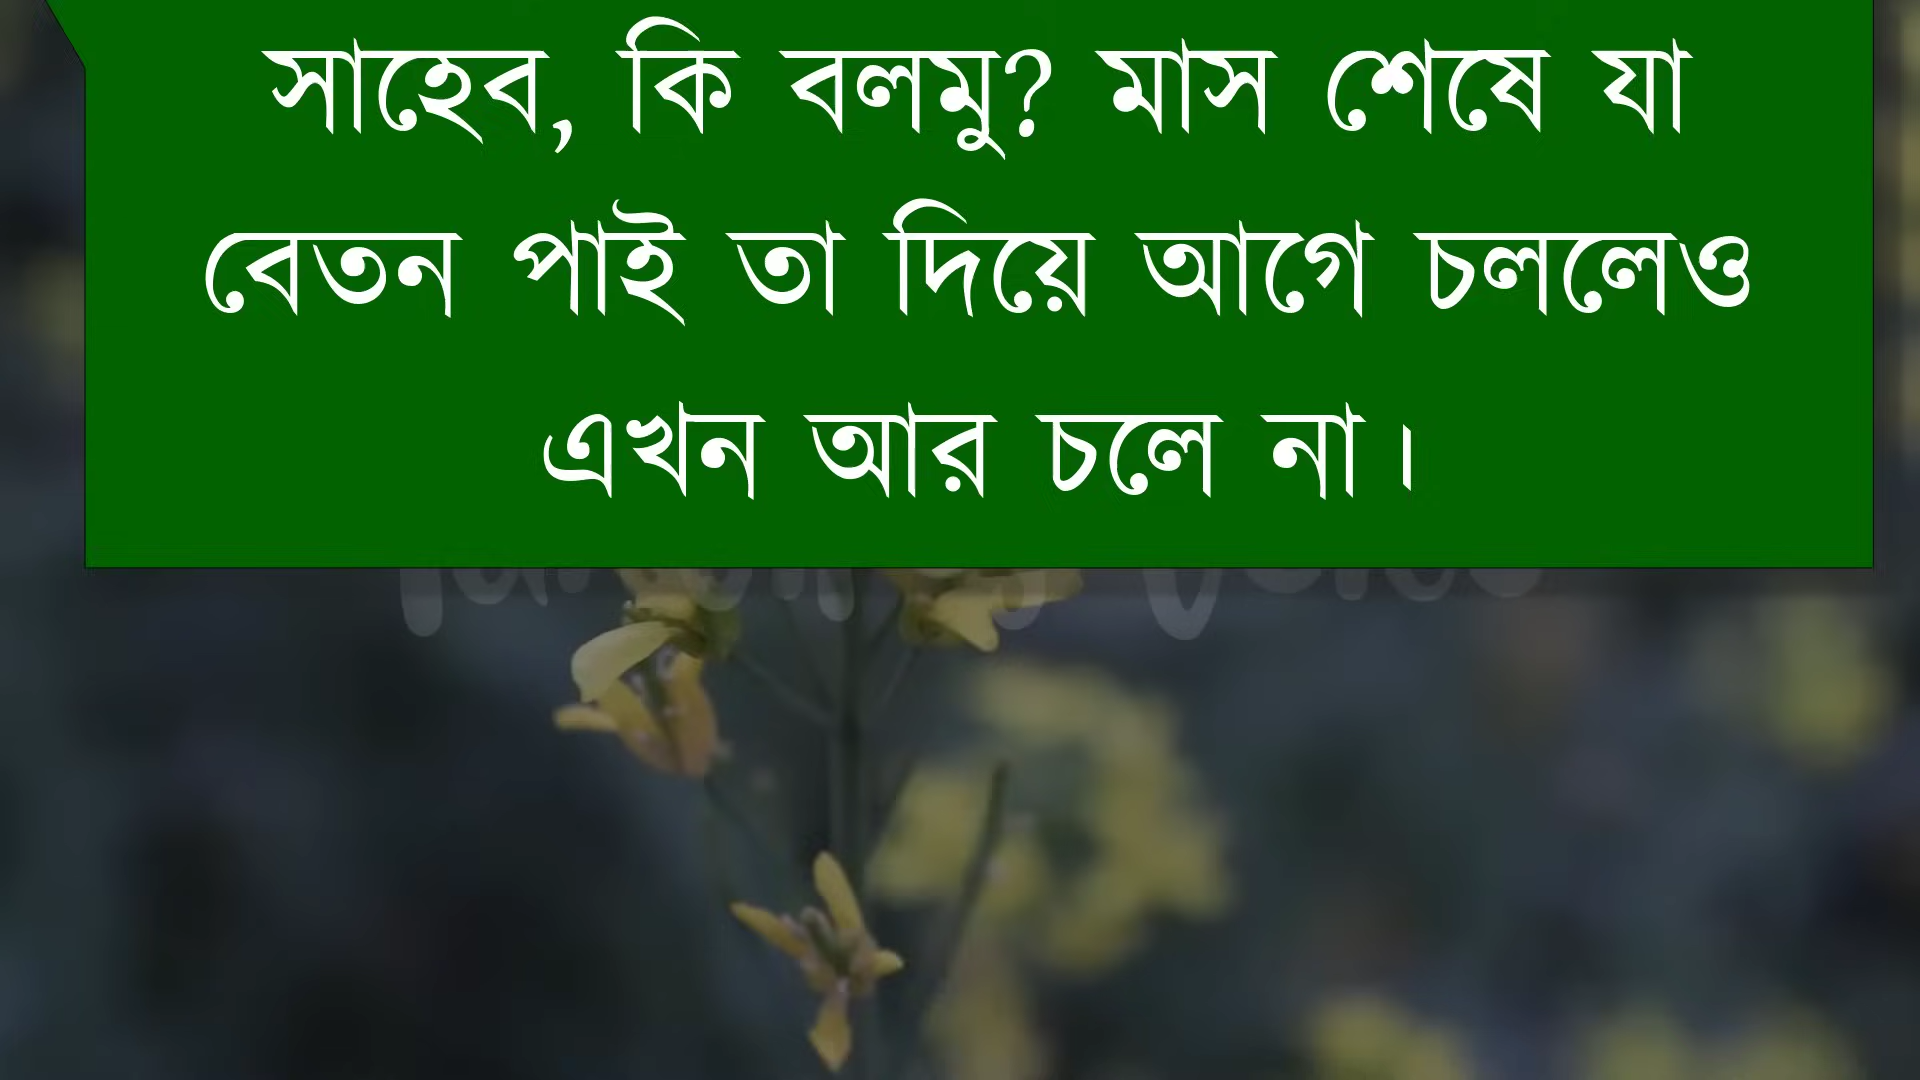 সাহেব, কি বলমু? মাস শেষে যা
বেতন পাই তা দিয়ে আগে চললেও
এখন আর চলে না।